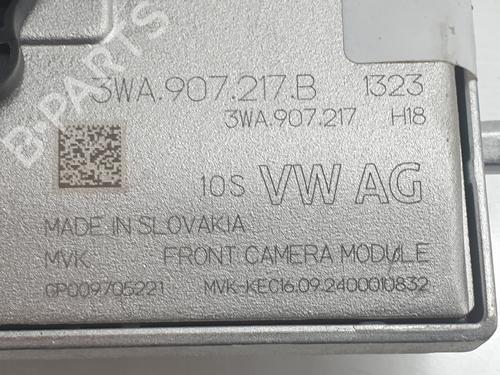 B-PARTS
3WA.907.217.B 1323
3WA.907.217 H18
10S VW AG
MADE IN SLOVAKIA
MVK FRONT CAMERA MODULE
CP009705221 MVK-KEC16.09.2400010832